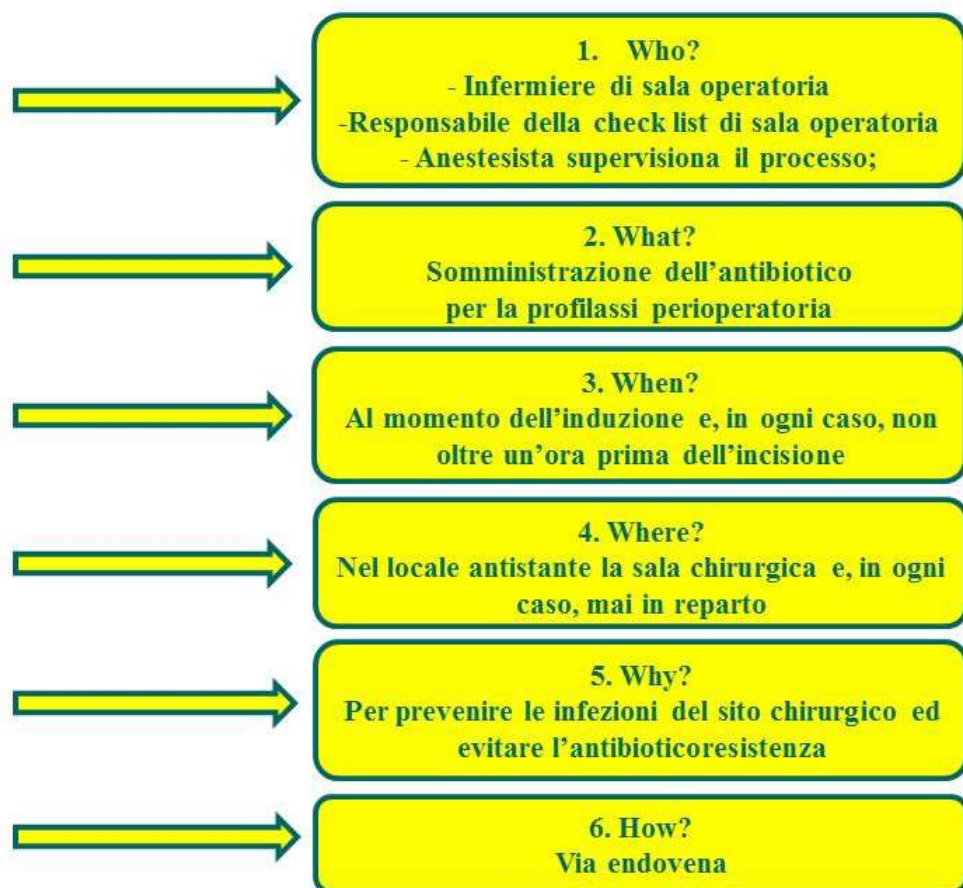 1. Who?
- Infermiere di sala operatoria
-Responsabile della check list di sala operatoria
- Anestesista supervisiona il processo;
2. What?
Somministrazione dell’antibiotico
per la profilassi perioperatoria
3. When?
Al momento dell’induzione e, in ogni caso, non
oltre un’ora prima dell’incisione
4. Where?
Nel locale antistante la sala chirurgica e, in ogni
caso, mai in reparto
5. Why?
Per prevenire le infezioni del sito chirurgico ed
evitare l’antibioticoresistenza
6. How?
Via endovena